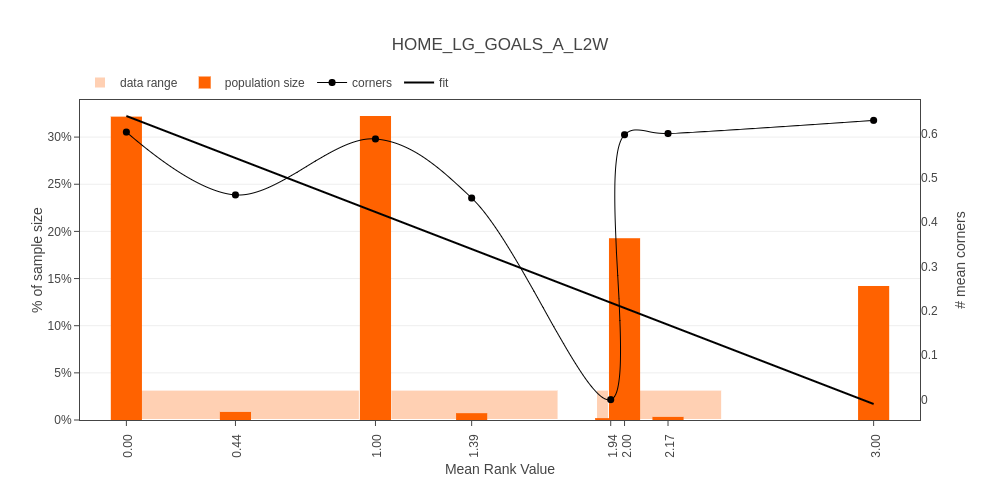 HOME_LG_GOALS_A_L2W
data range population size corners fit
30%
25%
20%
15%
10%
5%
0%
% of sample size
0.6
0.5
0.4
0.3
0.2
0.1
0
# mean corners
0.00 0.44 1.00 1.39 1.94 2.00 2.17 3.00
Mean Rank Value